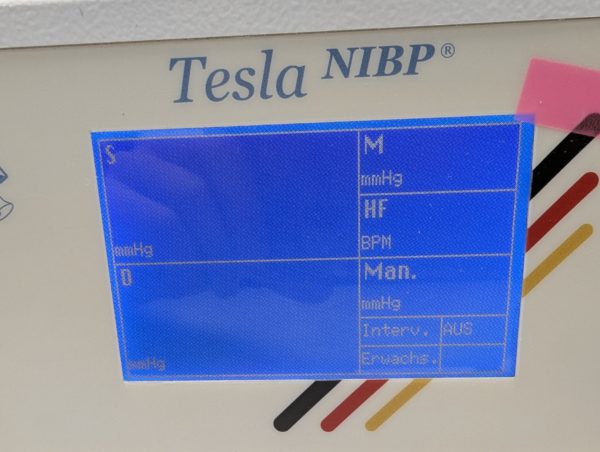 Tesla NIBP®
S
mmHg
D
mmHg
M
mmHg
HF
BPM
Man.
mmHg
Interv. AUS
Erwachs.